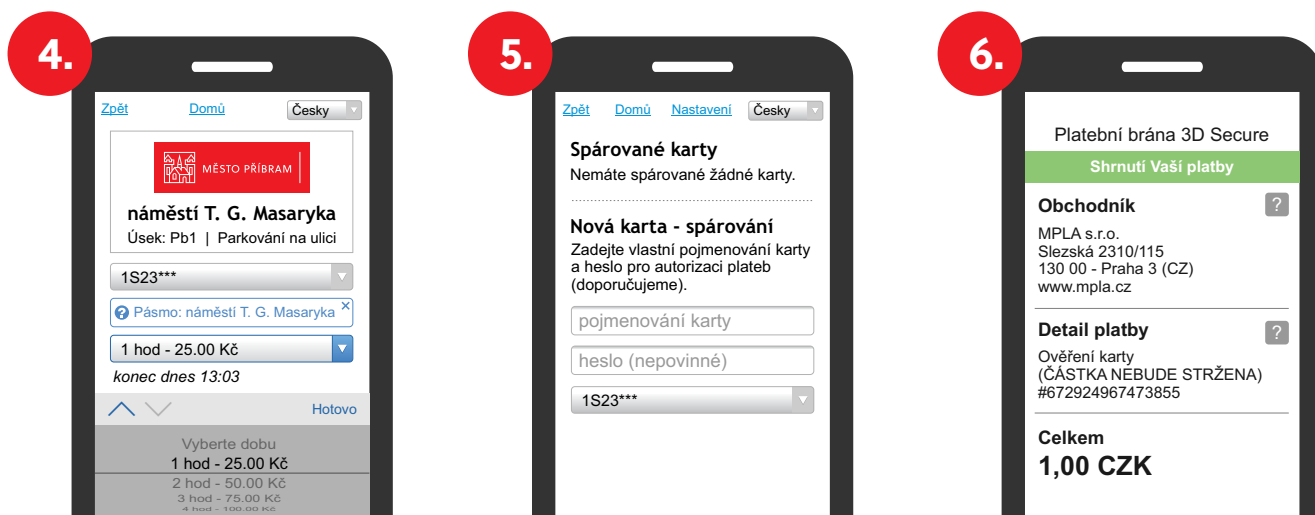 4.
Zpět Domů Česky
MĚSTO PŘÍBRAM
náměstí T. G. Masaryka
Úsek: Pb1 | Parkování na ulici
1S23***
? Pásmo: náměstí T. G. Masaryka ×
1 hod - 25.00 Kč
konec dnes 13:03
Hotovo
Vyberte dobu
1 hod - 25.00 Kč
2 hod - 50.00 Kč
3 hod - 75.00 Kč
4 hod - 100.00 Kč
5.
Zpět Domů Nastavení Česky
Spárované karty
Nemáte spárované žádné karty.
Nová karta - spárování
Zadejte vlastní pojmenování karty
a heslo pro autorizaci plateb
(doporučujeme).
pojmenování karty
heslo (nepovinné)
1S23***
6.
Platební brána 3D Secure
Shrnutí Vaší platby
Obchodník ?
MPLA s.r.o.
Slezská 2310/115
130 00 - Praha 3 (CZ)
www.mpla.cz
Detail platby ?
Ověření karty
(ČÁSTKA NEBUDE STRŽENA)
#672924967473855
Celkem
1,00 CZK